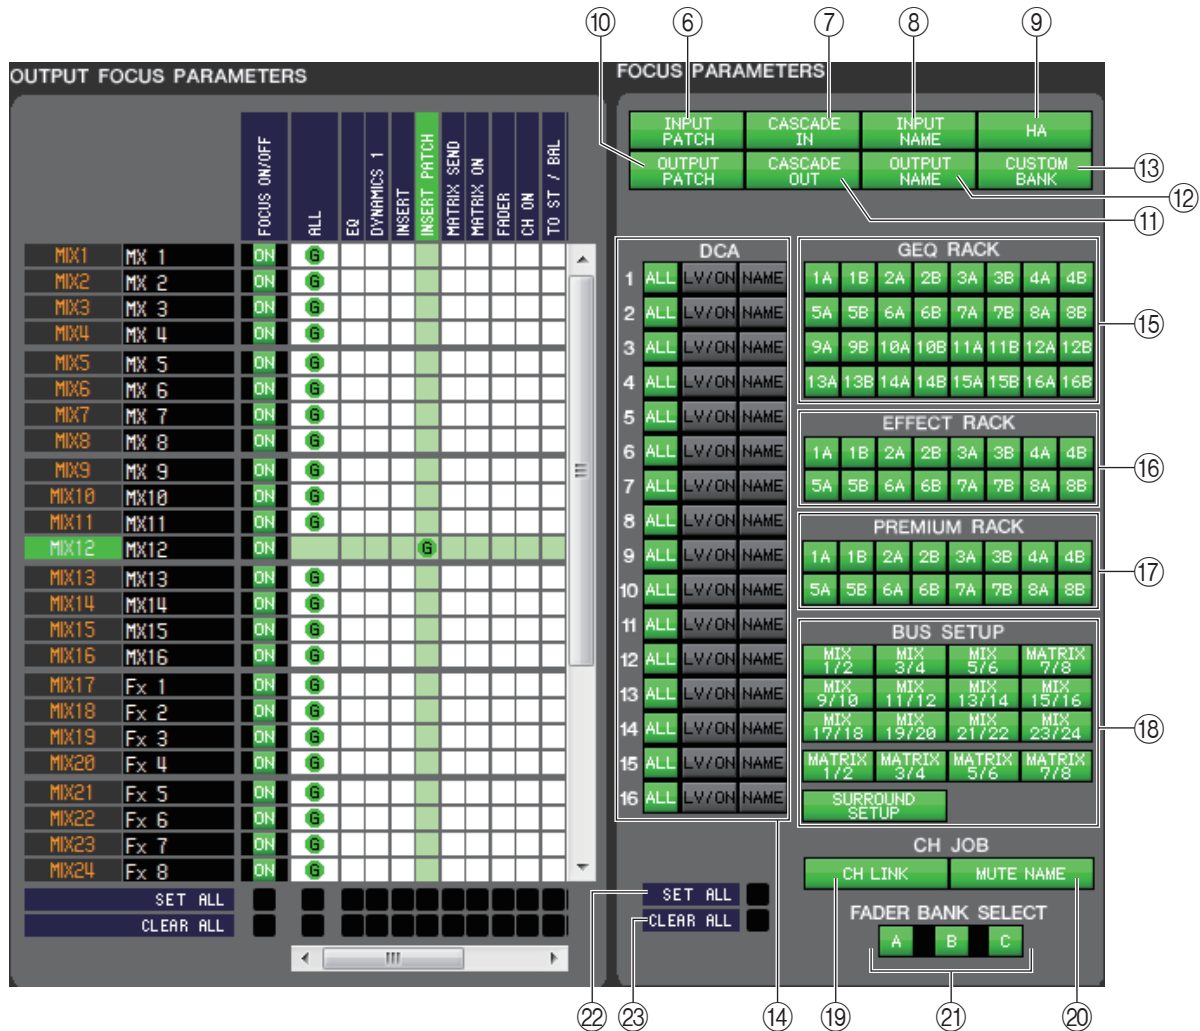 ⑩ ⑥ ⑦ ⑧ ⑨
OUTPUT FOCUS PARAMETERS
FOCUS ON/OFF
ALL
EQ
DYNAMICS 1
INSERT
INSERT PATCH
MATRIX SEND
MATRIX ON
FADER
CH ON
TO ST / BAL
MIX1 MX 1 ON G
MIX2 MX 2 ON G
MIX3 MX 3 ON G
MIX4 MX 4 ON G
MIX5 MX 5 ON G
MIX6 MX 6 ON G
MIX7 MX 7 ON G
MIX8 MX 8 ON G
MIX9 MX 9 ON G
MIX10 MX10 ON G
MIX11 MX11 ON G
MIX12 MX12 ON G
MIX13 MX13 ON G
MIX14 MX14 ON G
MIX15 MX15 ON G
MIX16 MX16 ON G
MIX17 Fx 1 ON G
MIX18 Fx 2 ON G
MIX19 Fx 3 ON G
MIX20 Fx 4 ON G
MIX21 Fx 5 ON G
MIX22 Fx 6 ON G
MIX23 Fx 7 ON G
MIX24 Fx 8 ON G
SET ALL
CLEAR ALL
FOCUS PARAMETERS
INPUT PATCH
CASCADE IN
INPUT NAME
HA
OUTPUT PATCH
CASCADE OUT
OUTPUT NAME
CUSTOM BANK
⑬
⑫
⑪
DCA
1 ALL LV/ON NAME
2 ALL LV/ON NAME
3 ALL LV/ON NAME
4 ALL LV/ON NAME
5 ALL LV/ON NAME
6 ALL LV/ON NAME
7 ALL LV/ON NAME
8 ALL LV/ON NAME
9 ALL LV/ON NAME
10 ALL LV/ON NAME
11 ALL LV/ON NAME
12 ALL LV/ON NAME
13 ALL LV/ON NAME
14 ALL LV/ON NAME
15 ALL LV/ON NAME
16 ALL LV/ON NAME
SET ALL
CLEAR ALL
GEQ RACK
1A 1B 2A 2B 3A 3B 4A 4B
5A 5B 6A 6B 7A 7B 8A 8B
9A 9B 10A 10B 11A 11B 12A 12B
13A 13B 14A 14B 15A 15B 16A 16B
⑮
EFFECT RACK
1A 1B 2A 2B 3A 3B 4A 4B
5A 5B 6A 6B 7A 7B 8A 8B
⑯
PREMIUM RACK
1A 1B 2A 2B 3A 3B 4A 4B
5A 5B 6A 6B 7A 7B 8A 8B
⑰
BUS SETUP
MIX 1/2 MIX 3/4 MIX 5/6 MATRIX 7/8
MIX 9/10 MIX 11/12 MIX 13/14 MIX 15/16
MIX 17/18 MIX 19/20 MIX 21/22 MIX 23/24
MATRIX 1/2 MATRIX 3/4 MATRIX 5/6 MATRIX 7/8
SURROUND SETUP
⑱
CH JOB
CH LINK MUTE NAME
FADER BANK SELECT
A B C
㉒ ㉓ ⑭ ⑲ ㉑ ⑳